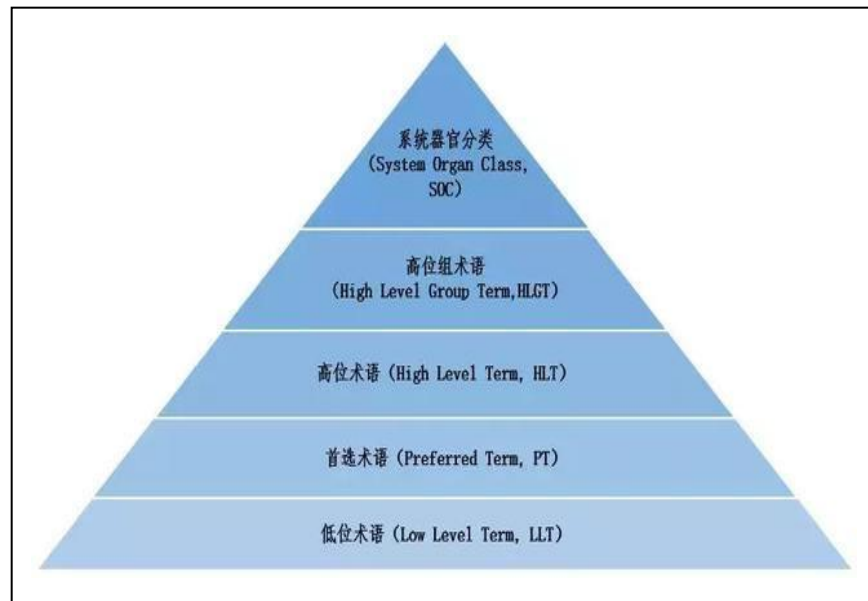 系统器官分类
(System Organ Class,
SOC)
高位组术语
(High Level Group Term,HLGT)
高位术语 (High Level Term, HLT)
首选术语 (Preferred Term, PT)
低位术语 (Low Level Term, LLT)